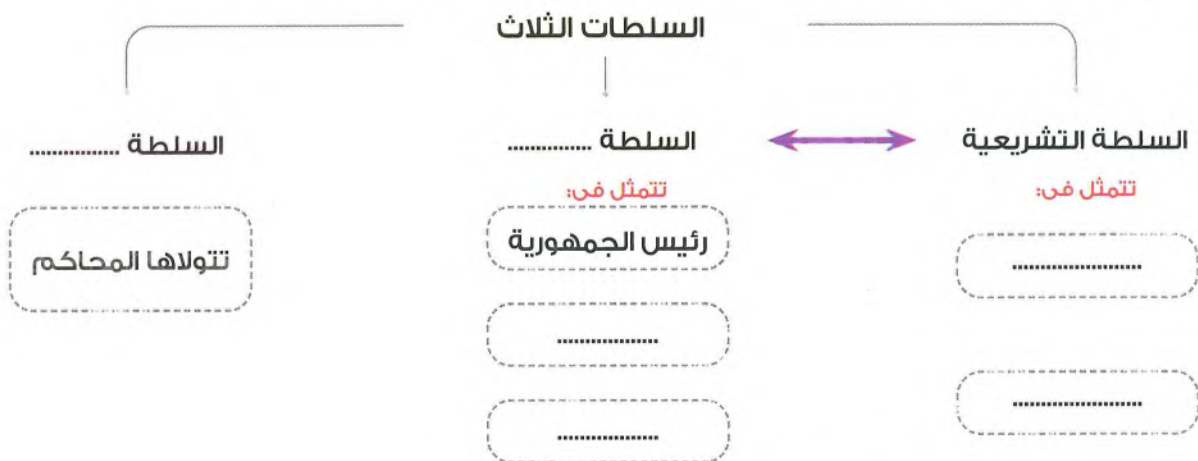 السلطات الثلاث
السلطة التشريعية
تتمثل فى:
......................
......................
السلطة ..............
تتمثل فى:
رئيس الجمهورية
.................
.................
السلطة ...............
تتولاها المحاكم